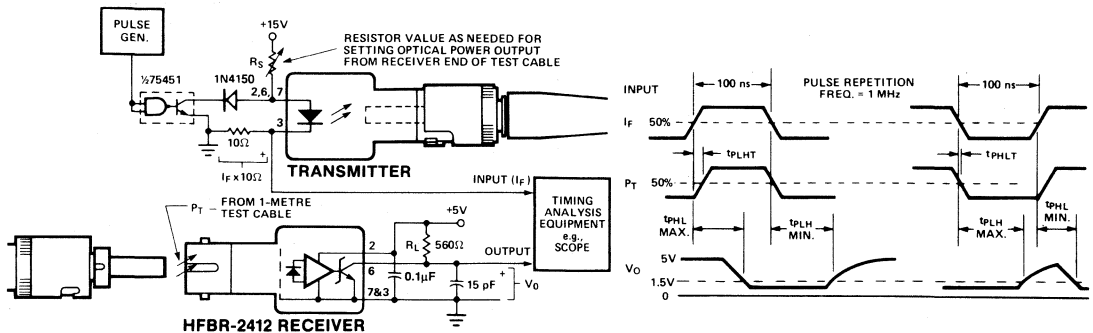 PULSE
GEN.
+15V
RESISTOR VALUE AS NEEDED FOR
SETTING OPTICAL POWER OUTPUT
FROM RECEIVER END OF TEST CABLE
RS
½75451
1N4150
2,6,
7
3
10Ω
+
IF x10Ω
TRANSMITTER
INPUT (IF)
PT –
FROM 1-METRE
TEST CABLE
+5V
TIMING
ANALYSIS
EQUIPMENT
e.g.,
SCOPE
2
RL
560Ω
OUTPUT
6
0.1µF
15 pF
+
VO
7&3
HFBR-2412 RECEIVER
INPUT
100 ns
PULSE REPETITION
FREQ. = 1 MHz
100 ns
IF
50%
tPLHT
tPHLT
PT
50%
tPHL
MAX.
tPLH
MIN.
tPLH
MAX.
tPHL
MIN.
VO
5V
1.5V
0